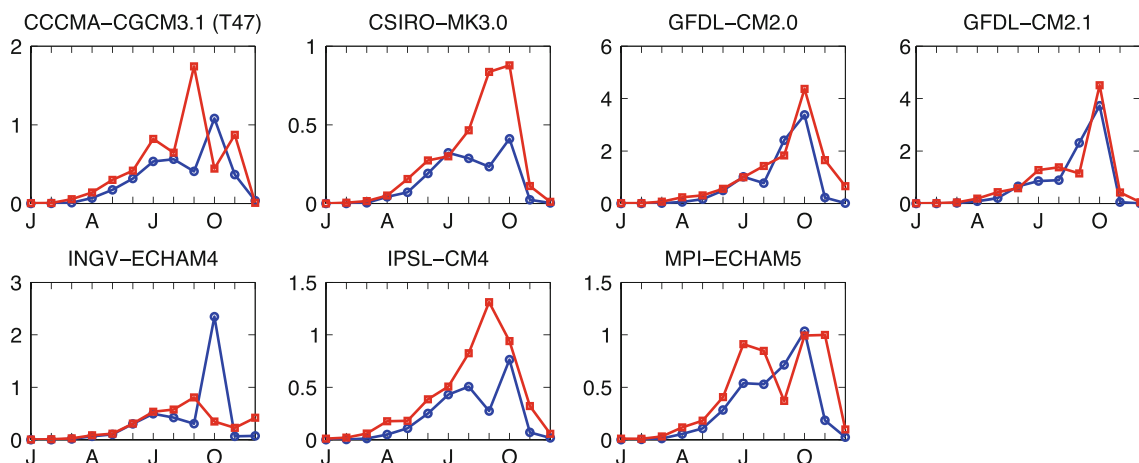 CCCMA−CGCM3.1 (T47) CSIRO−MK3.0 GFDL−CM2.0 GFDL−CM2.1
2 1 6 6
4 4
1 0.5
2 2
0 0 0 0
J A J O J A J O J A J O J A J O
INGV−ECHAM4 IPSL−CM4 MPI−ECHAM5
3 1.5 1.5
2 1 1
1 0.5 0.5
0 0 0
J A J O J A J O J A J O